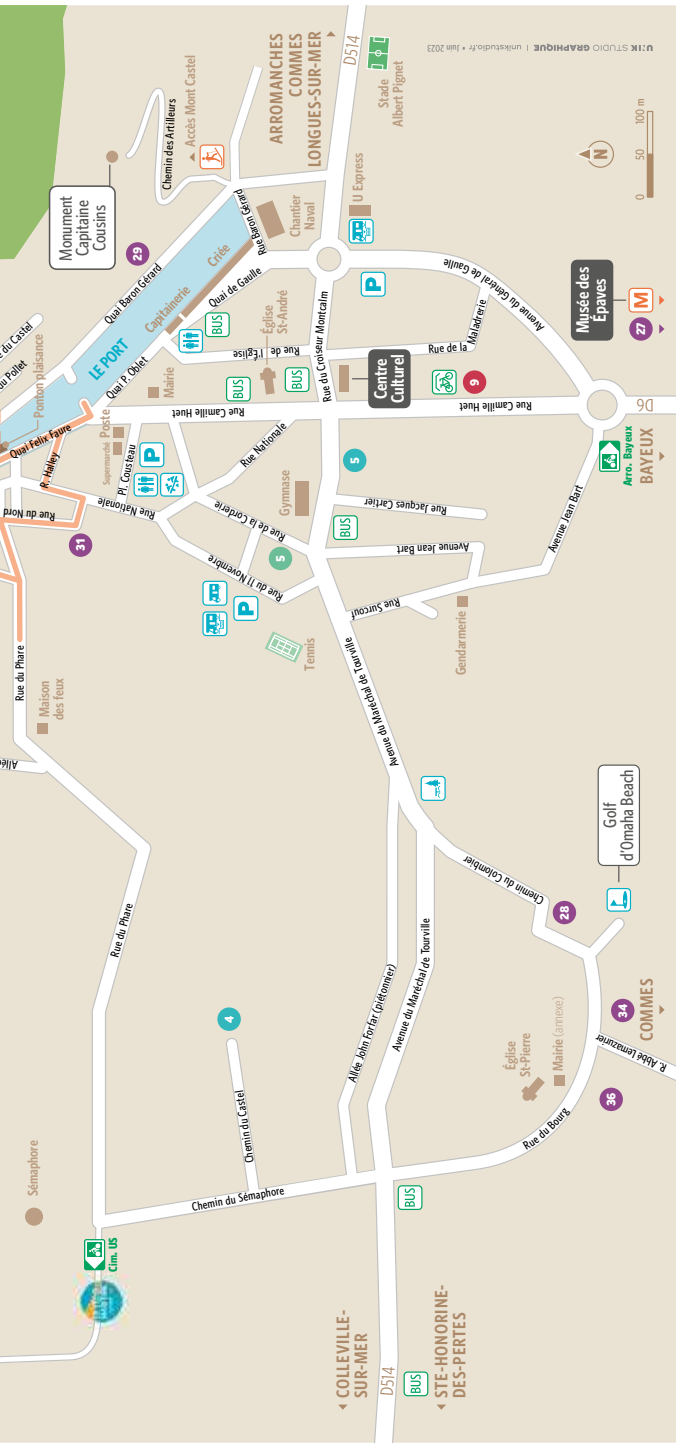 ARROMANCHES
COMMES
LONGUES-SUR-MER
D514
Stade
Albert Pignet
UNIK STUDIO GRAPHIQUE | unikstudio.fr • Juin 2023
0
50
100 m
N
Accès Mont Castel
Chemin des Artilleurs
Monument
Capitaine
Cousins
29
Quai Baron Gérard
Rue Baron Gérard
Chantier
Naval
U Express
Criée
Capitainerie
Quai de Gaulle
LE PORT
BUS
P
Avenue du Général de Gaulle
Église
St-André
Rue de l'Église
Rue du Croiseur Montcalm
Rue de la
Maladrerie
Musée des
Épaves
27
M
du Castel
du Pollet
Ponton plaisance
Quai P. Oblet
Mairie
BUS
BUS
Centre
Culturel
9
Rue Camille Huet
Rue Camille Huet
D6
Quai Felix Faure
Poste
Supermarché
Pl. Cousteau
P
R. Halley
Rue du Nord
Rue Nationale
Rue Nationale
31
Gymnase
5
Rue de la Corderie
5
BUS
Rue Jacques Cartier
Arro. Bayeux
BAYEUX
Avenue Jean Bart
Avenue Jean Bart
Rue du 11 Novembre
P
Tennis
Rue Surcouf
Gendarmerie
Rue du Phare
Maison
des feux
Allée
Avenue du Maréchal de Tourville
Golf
d'Omaha Beach
Chemin du Colombier
28
Rue du Phare
4
Chemin du Castel
Allée John Forfar (piétonnier)
Avenue du Maréchal de Tourville
Église
St-Pierre
Mairie (annexe)
34
COMMES
R. Abbé Lemazurier
36
Rue du Bourg
Sémaphore
Chemin du Sémaphore
Cim. US
BUS
COLLEVILLE-
SUR-MER
D514
BUS
STE-HONORINE-
DES-PERTES